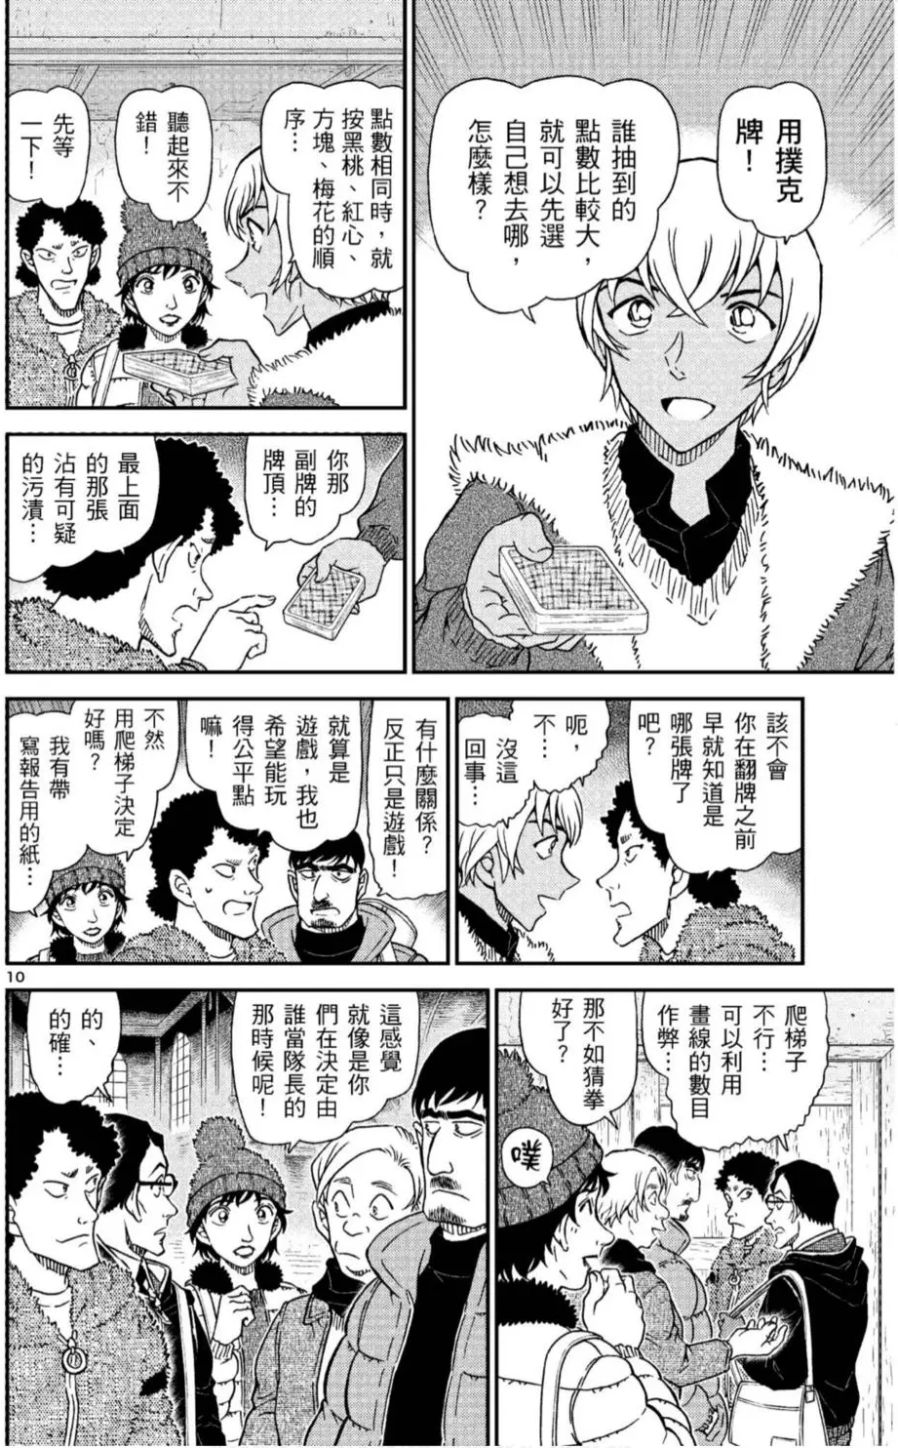 用撲克
牌！
誰抽到的
點數比較大，
就可以先選
自己想去哪，
怎麼樣？
點數相同時，就
按黑桃、紅心、
方塊、梅花的順
序…
聽起來不
錯！
先等
一下！
你那
副牌的
牌頂…
最上面
的那張
沾有可疑
的污漬…
該不會
你在翻牌之前
早就知道是
哪張牌了
吧？
呃，
不…
沒這
回事…
有什麼關係？
反正只是遊戲！
就算是
遊戲，我也
希望能玩
得公平點
嘛！
不然
用爬梯子決定
好嗎？
我有帶
寫報告用的紙…
10
爬梯子
不行…
可以利用
畫線的數目
作弊…
那不如猜拳
好了？
噗
這感覺
就像是你
們在決定由
誰當隊長的
那時候呢！
的、
的確…